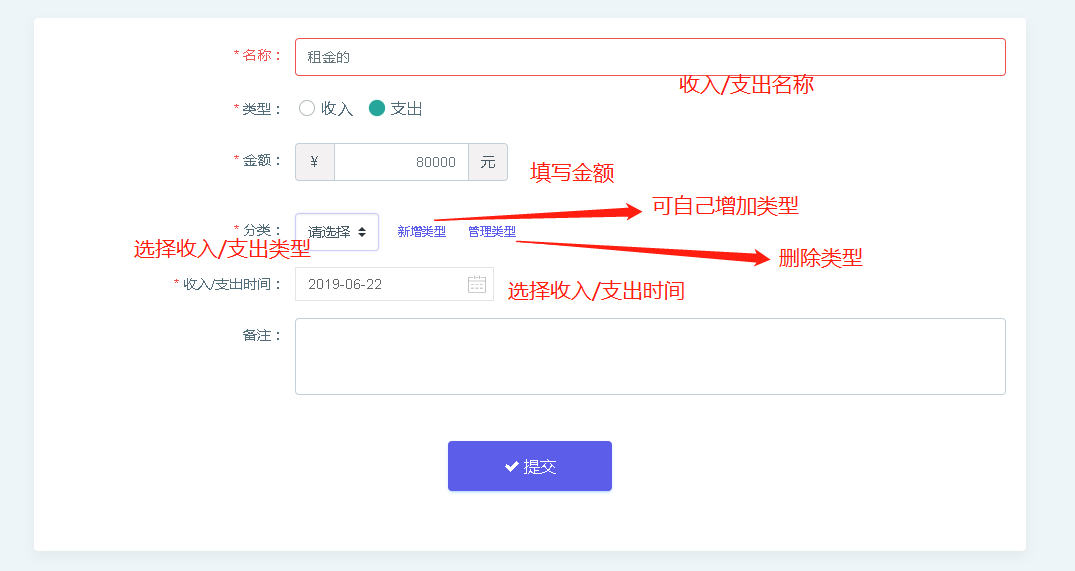 *名称： 租金的
收入/支出名称
*类型： 收入 支出
*金额： ¥ 80000 元
填写金额
可自己增加类型
*分类： 请选择 新增类型 管理类型
选择收入/支出类型
删除类型
*收入/支出时间： 2019-06-22
选择收入/支出时间
备注：
提交